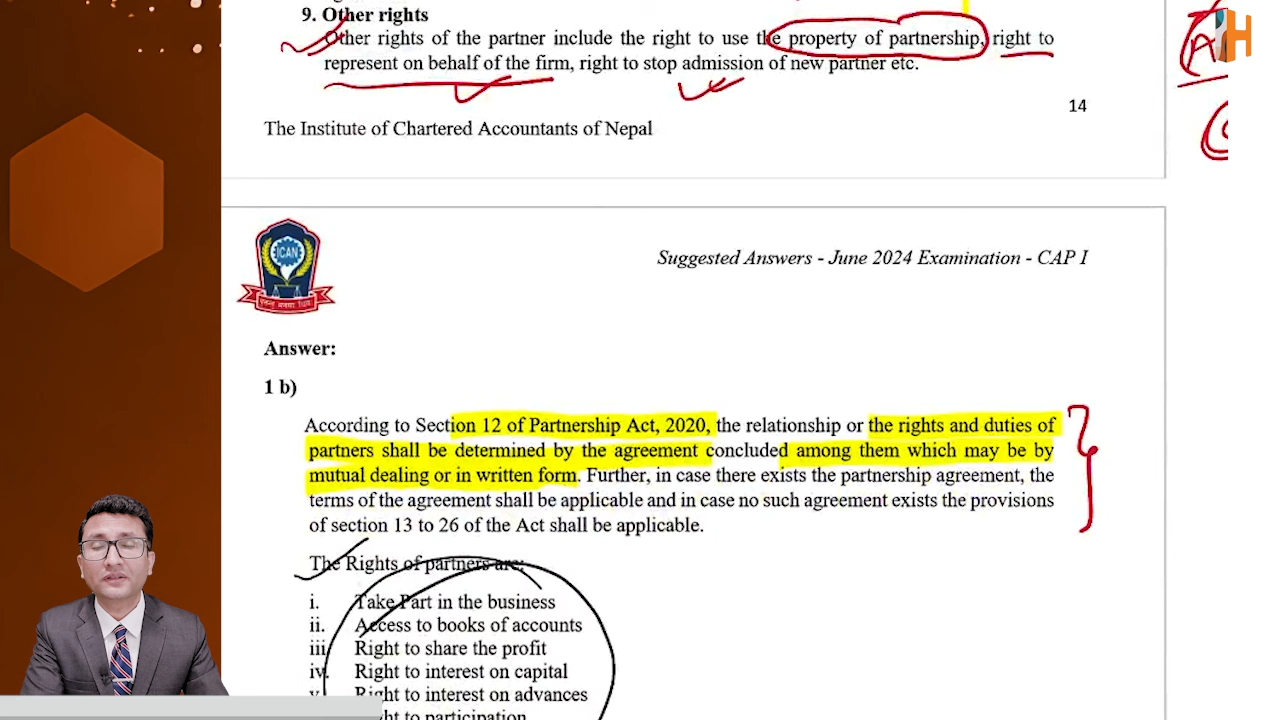 9. Other rights
Other rights of the partner include the right to use the property of partnership, right to
represent on behalf of the firm, right to stop admission of new partner etc.
14
The Institute of Chartered Accountants of Nepal
ICAN
Suggested Answers - June 2024 Examination - CAP I
Answer:
1 b)
According to Section 12 of Partnership Act, 2020, the relationship or the rights and duties of
partners shall be determined by the agreement concluded among them which may be by
mutual dealing or in written form. Further, in case there exists the partnership agreement, the
terms of the agreement shall be applicable and in case no such agreement exists the provisions
of section 13 to 26 of the Act shall be applicable.
The Rights of partners are:
i. Take Part in the business
ii. Access to books of accounts
iii. Right to share the profit
iv. Right to interest on capital
v. Right to interest on advances
participation